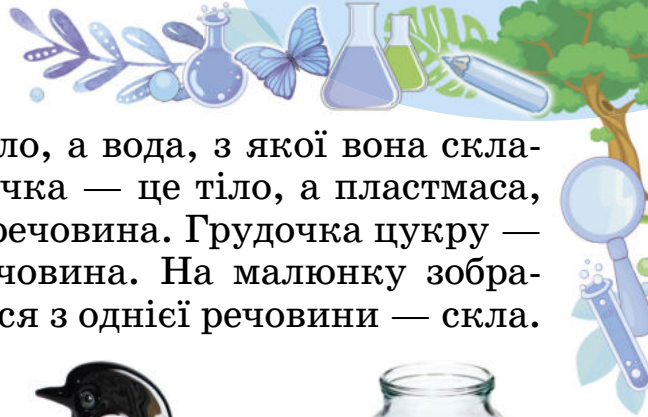 ло, а вода, з якої вона скла-
чка — це тіло, а пластмаса,
речовина. Грудочка цукру —
човина. На малюнку зобра-
ся з однієї речовини — скла.